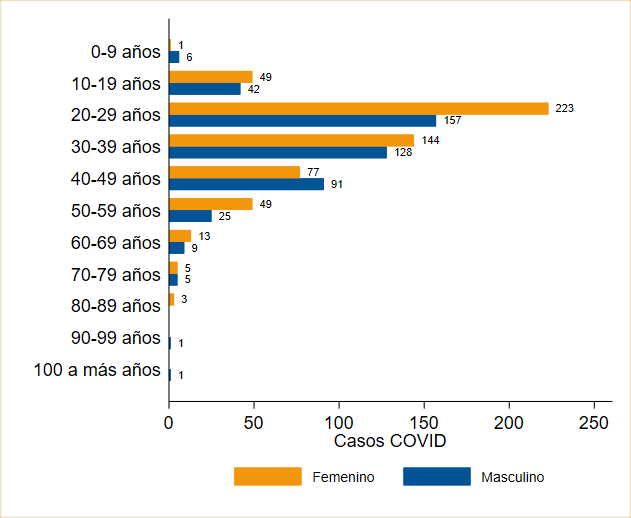 0-9 años
1
6
10-19 años
49
42
20-29 años
223
157
30-39 años
144
128
40-49 años
77
91
50-59 años
49
25
60-69 años
13
9
70-79 años
5
5
80-89 años
3
90-99 años
1
100 a más años
1
0 50 100 150 200 250
Casos COVID
Femenino Masculino